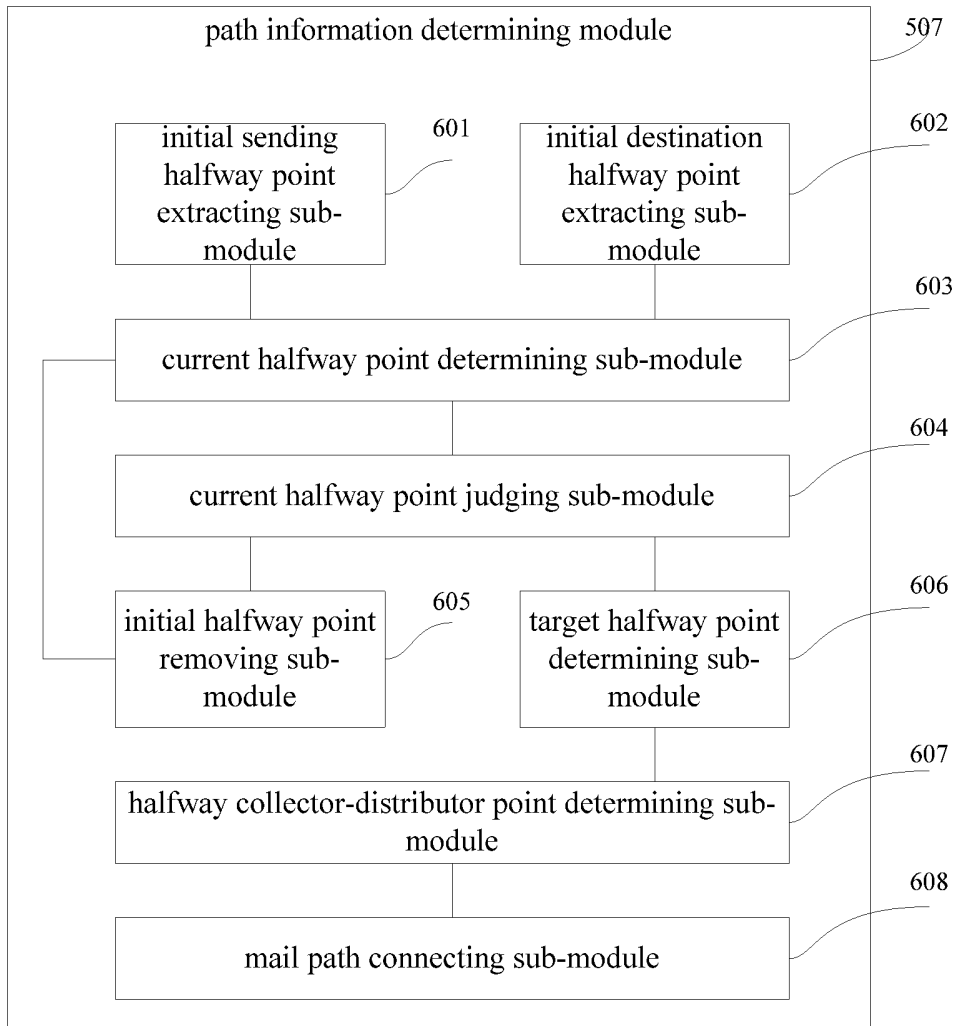 path information determining module
507
initial sending
halfway point
extracting sub-
module
601
initial destination
halfway point
extracting sub-
module
602
603
current halfway point determining sub-module
604
current halfway point judging sub-module
initial halfway point
removing sub-
module
605
target halfway point
determining sub-
module
606
607
halfway collector-distributor point determining sub-
module
608
mail path connecting sub-module